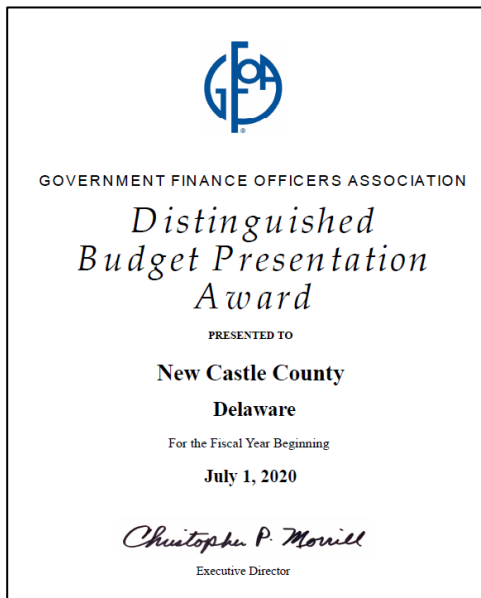 GFOA
®
GOVERNMENT FINANCE OFFICERS ASSOCIATION
Distinguished
Budget Presentation
Award
PRESENTED TO
New Castle County
Delaware
For the Fiscal Year Beginning
July 1, 2020
Christopher P. Morrill
Executive Director